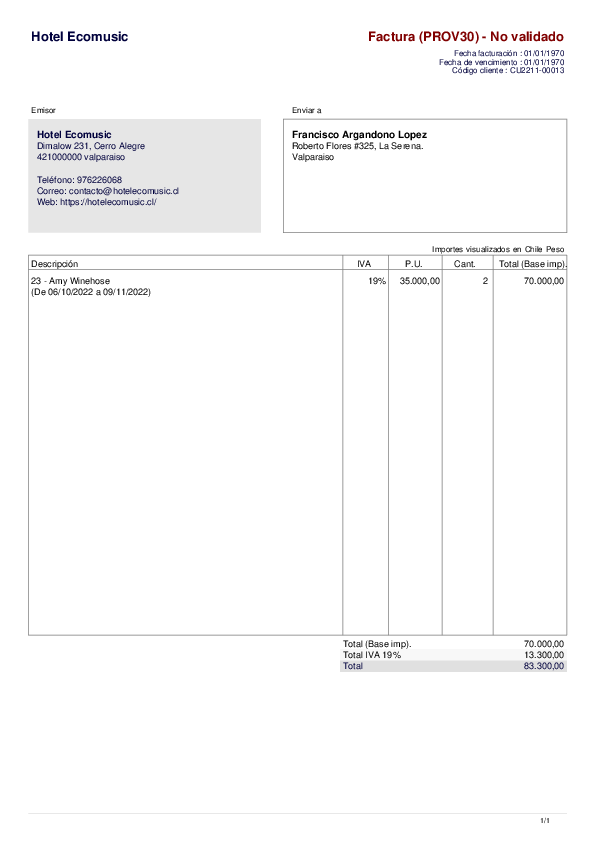 Hotel Ecomusic
Factura (PROV30) - No validado
Fecha facturación : 01/01/1970
Fecha de vencimiento : 01/01/1970
Código cliente : CU2211-00013
Emisor
Enviar a
Hotel Ecomusic
Dimalow 231, Cerro Alegre
421000000 valparaiso
Teléfono: 976226068
Correo: contacto@hotelecomusic.cl
Web: https://hotelecomusic.cl/
Francisco Argandono Lopez
Roberto Flores #325, La Serena.
Valparaiso
Importes visualizados en Chile Peso
Descripción IVA P.U. Cant. Total (Base imp).
23 - Amy Winehose 19% 35.000,00 2 70.000,00
(De 06/10/2022 a 09/11/2022)
Total (Base imp). 70.000,00
Total IVA 19% 13.300,00
Total 83.300,00
1/1